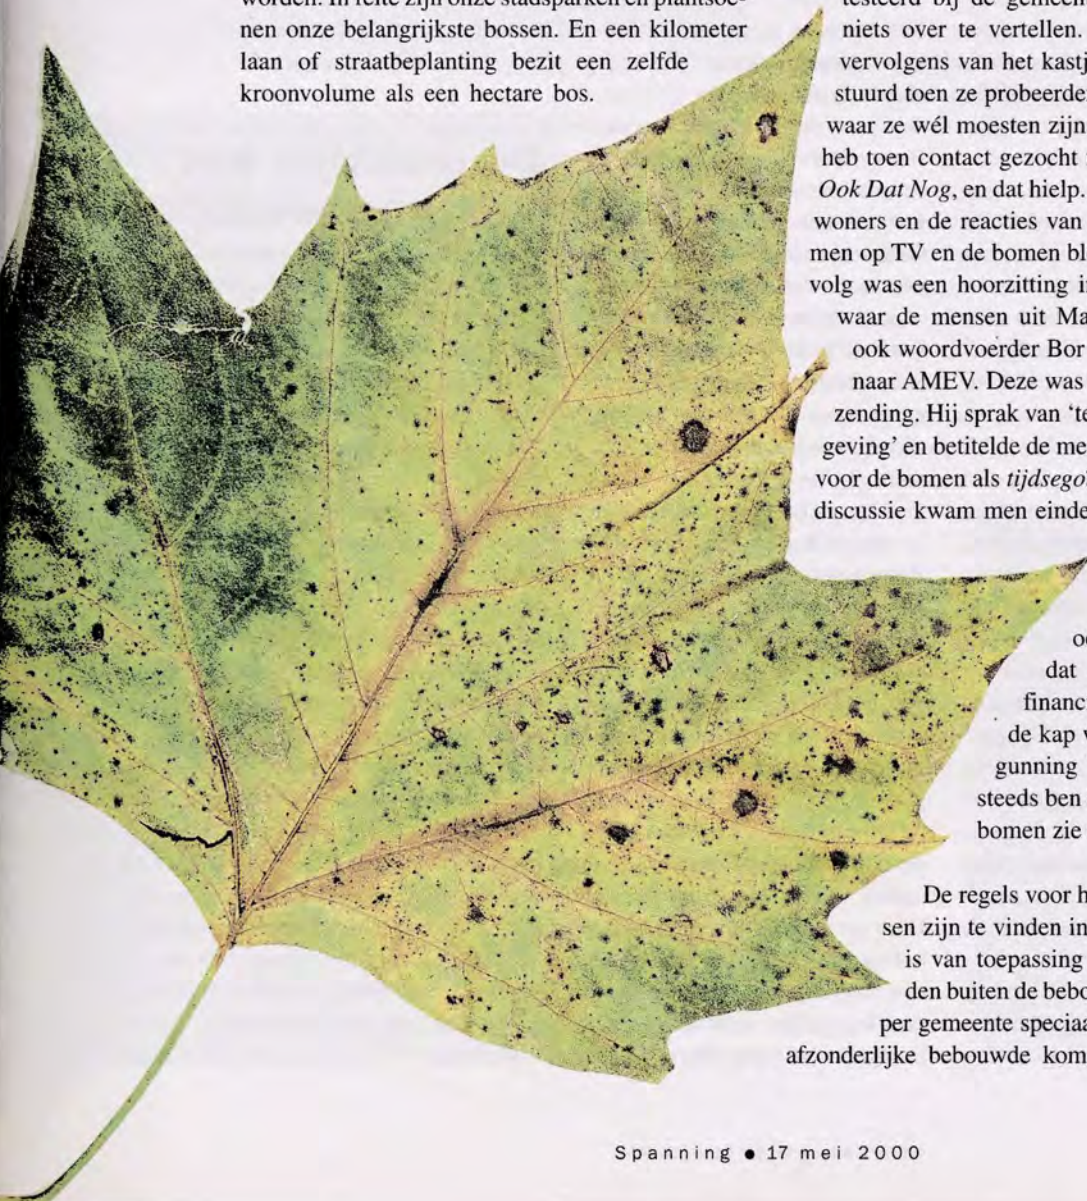 worden. In feite zijn onze stadsparken en plantsoe-
nen onze belangrijkste bossen. En een kilometer
laan of straatbeplanting bezit een zelfde
kroonvolume als een hectare bos.
testeerd bij de gemeen
niets over te vertellen.
vervolgens van het kastj
stuurd toen ze probeerde
waar ze wél moesten zijn
heb toen contact gezocht
Ook Dat Nog, en dat hielp.
woners en de reacties van
men op TV en de bomen bl
volg was een hoorzitting i
waar de mensen uit Ma
ook woordvoerder Bor
naar AMEV. Deze was
zending. Hij sprak van ‘te
geving’ en betitelde de me
voor de bomen als tijdsego
discussie kwam men einde
dat
financ
de kap
gunning
steeds ben
bomen zie
De regels voor h
sen zijn te vinden in
is van toepassing
den buiten de bebo
per gemeente speciaa
afzonderlijke bebouwde kom
Spanning ● 17 mei 2000